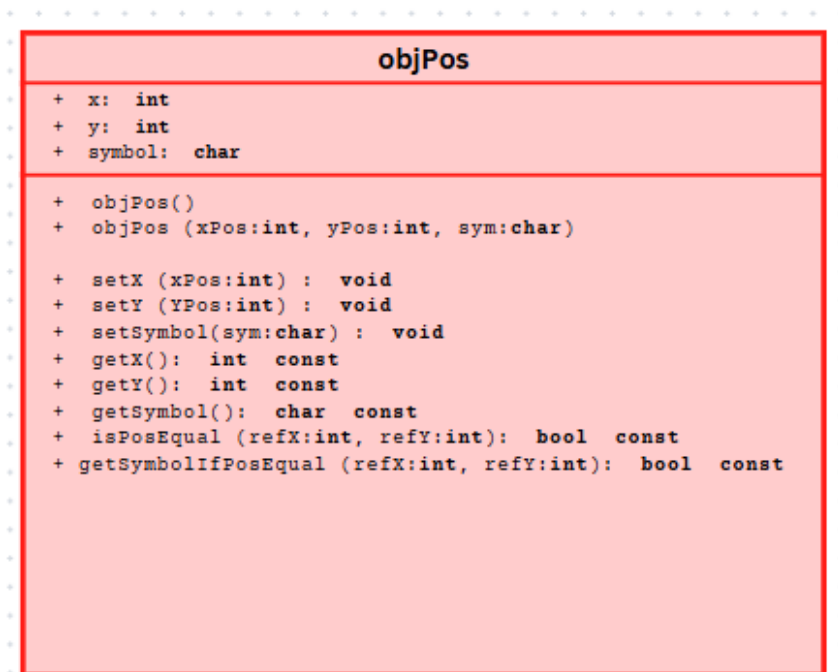 objPos
+ x: int
+ y: int
+ symbol: char
+ objPos()
+ objPos (xPos:int, yPos:int, sym:char)
+ setX (xPos:int) : void
+ setY (YPos:int) : void
+ setSymbol(sym:char) : void
+ getX(): int const
+ getY(): int const
+ getSymbol(): char const
+ isPosEqual (refX:int, refY:int): bool const
+ getSymbolIfPosEqual (refX:int, refY:int): bool const